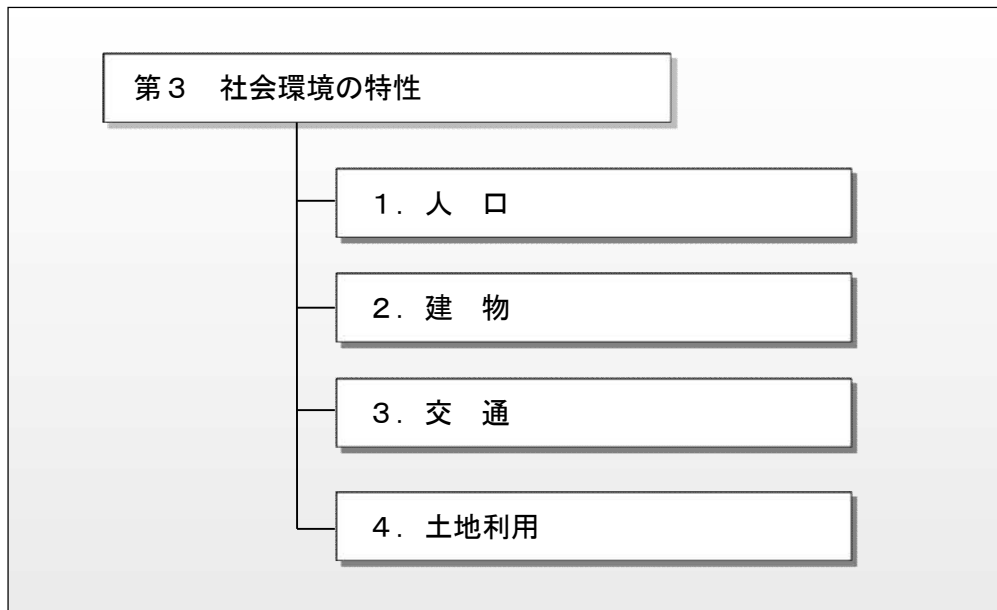 第３　社会環境の特性
１．人　口
２．建　物
３．交　通
４．土地利用